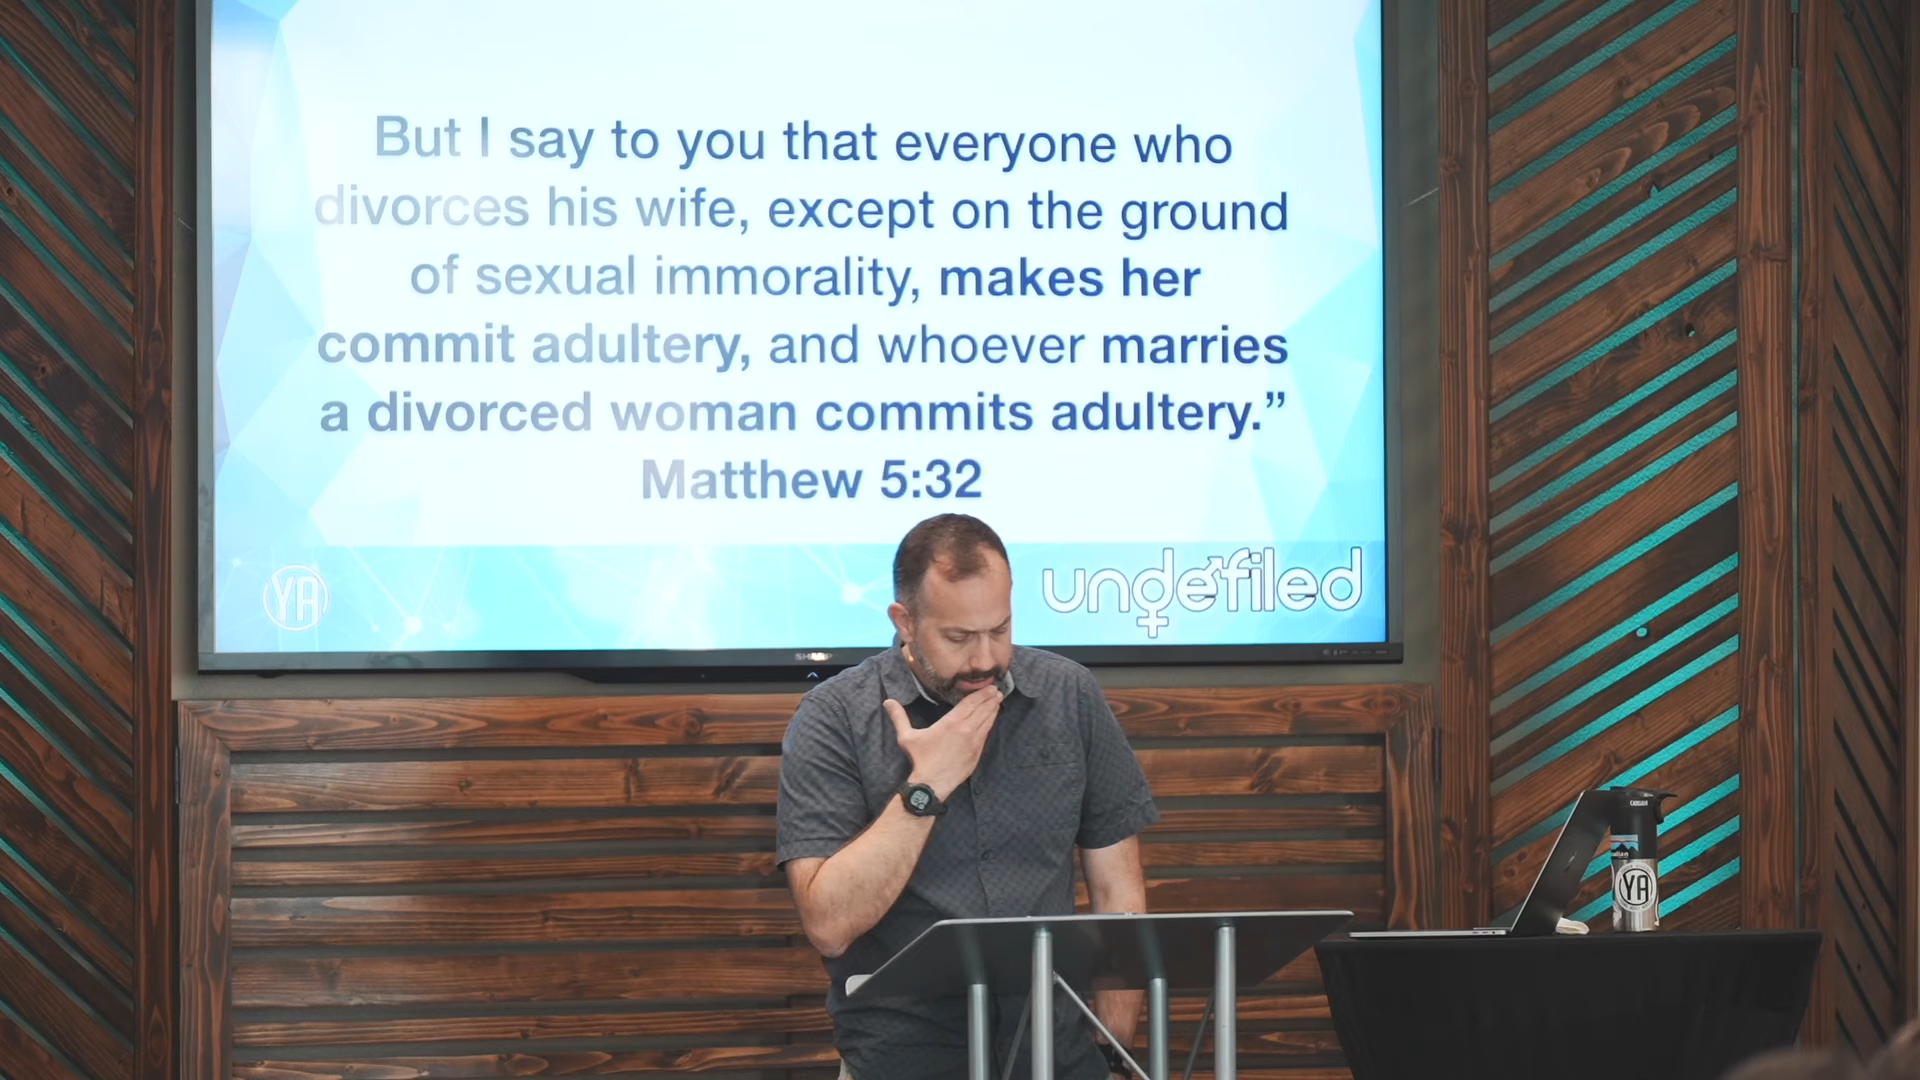 But I say to you that everyone who
divorces his wife, except on the ground
of sexual immorality, makes her
commit adultery, and whoever marries
a divorced woman commits adultery.”
Matthew 5:32
YA
undefiled
SHARP
CAMELBAK
YA